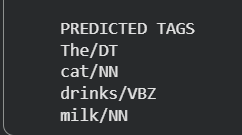 PREDICTED TAGS
The/DT
cat/NN
drinks/VBZ
milk/NN